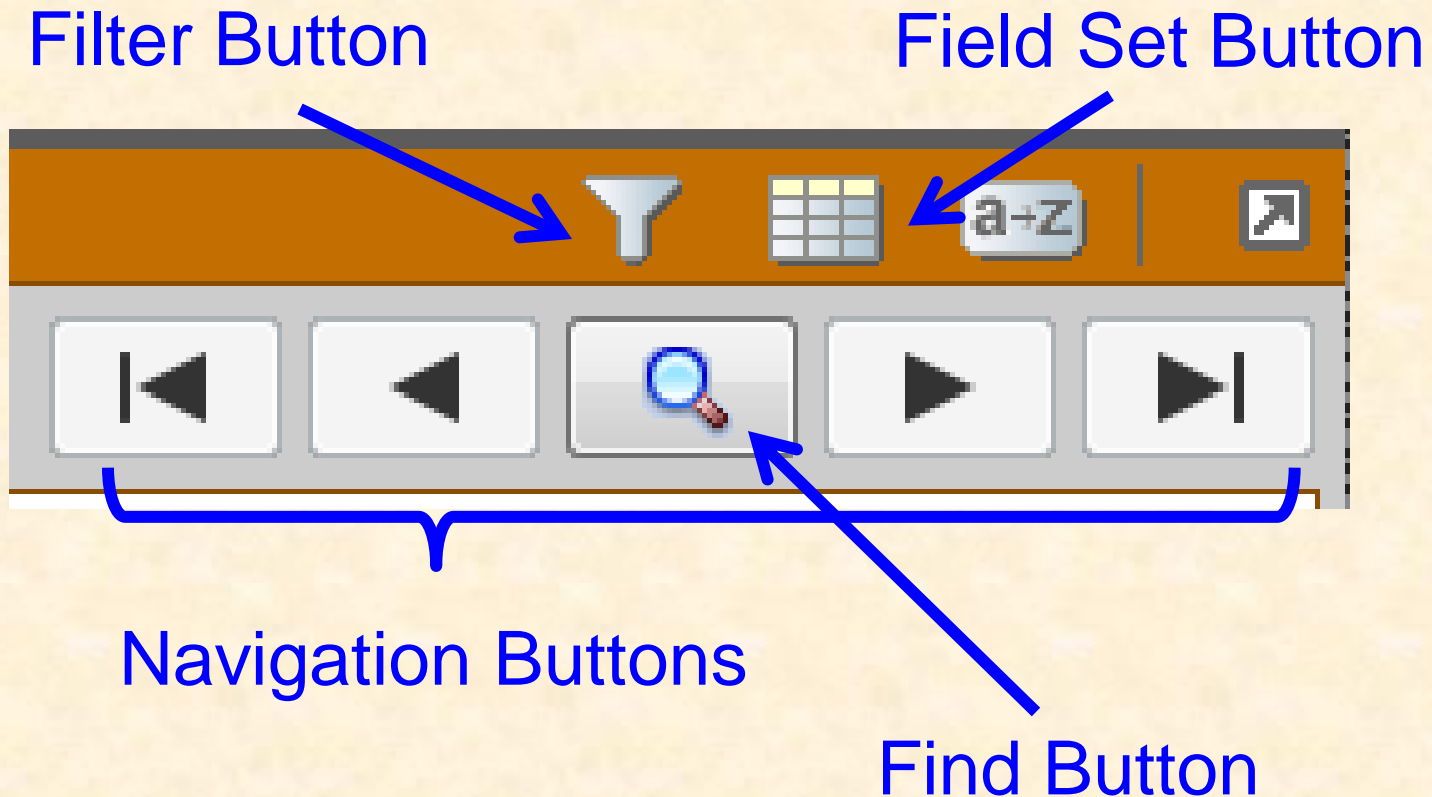 Filter Button
Field Set Button
a→z
Navigation Buttons
Find Button